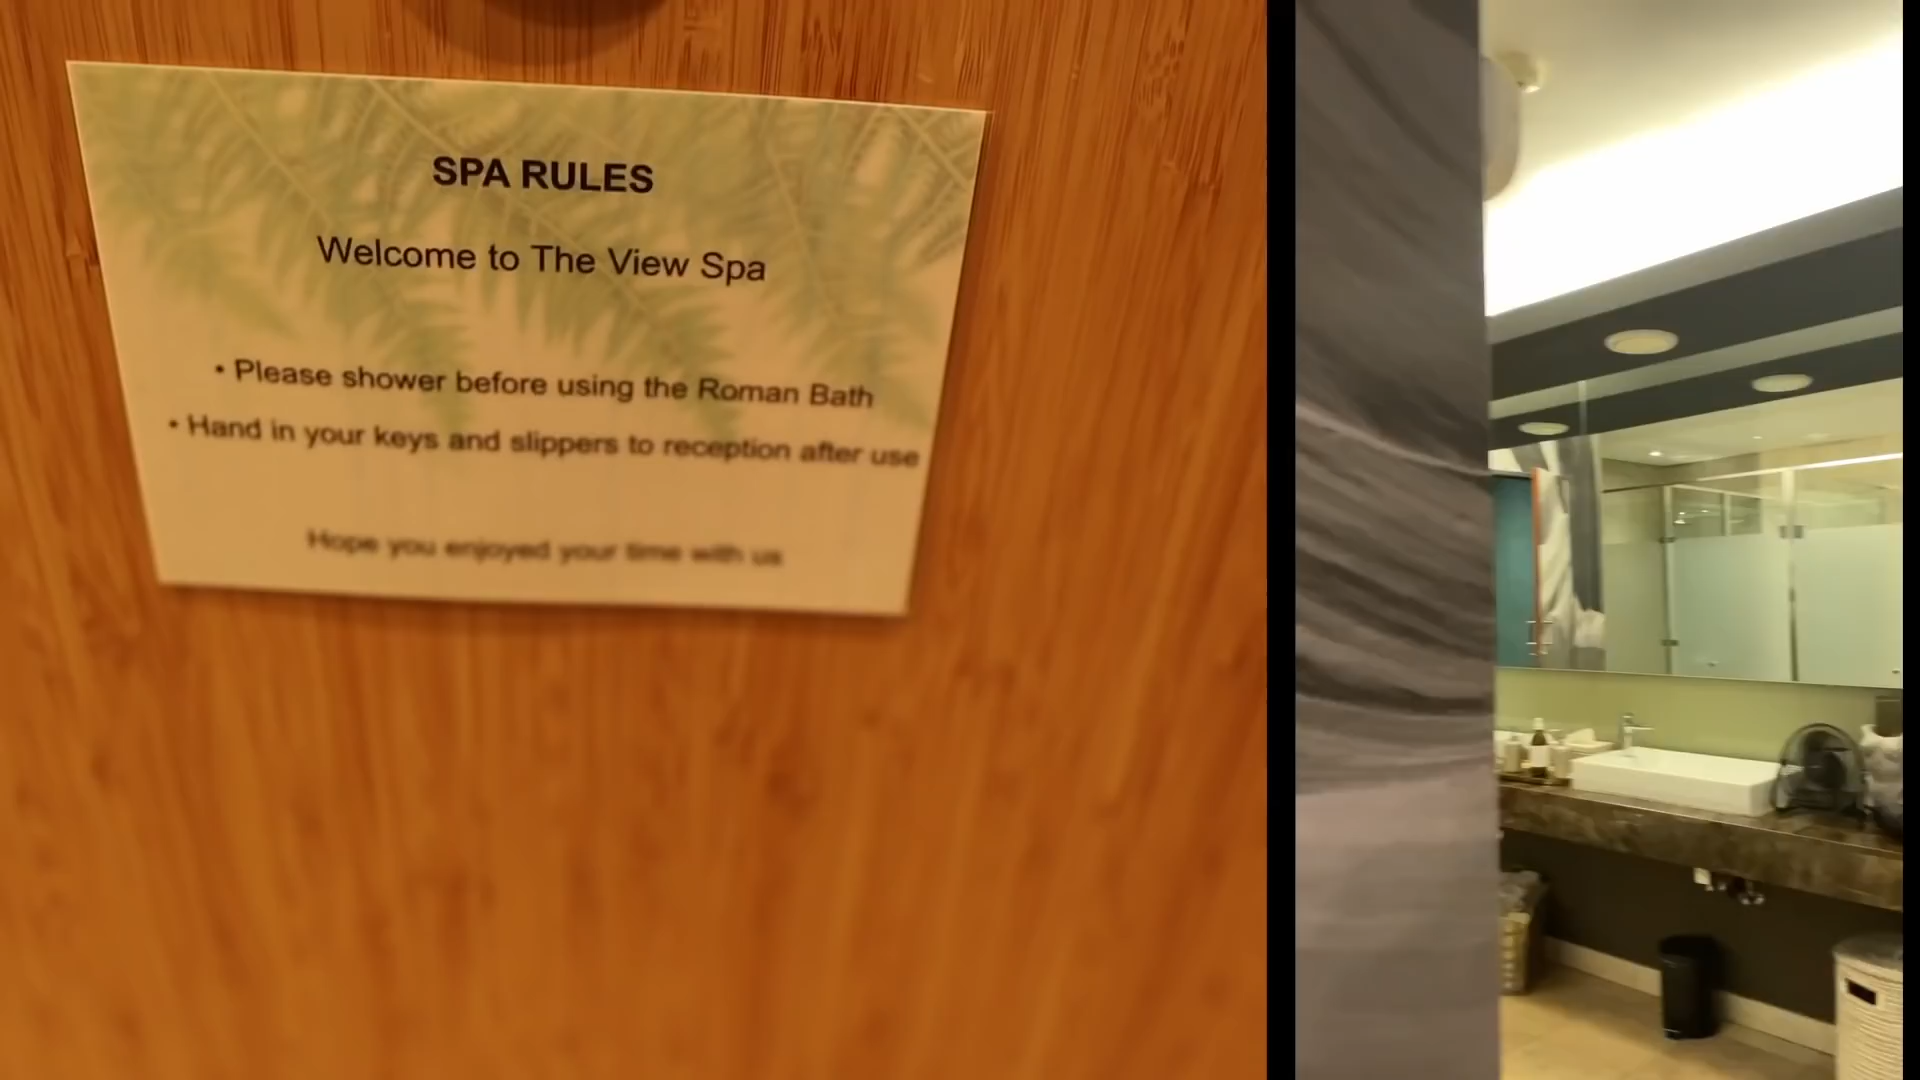 SPA RULES
Welcome to The View Spa
• Please shower before using the Roman Bath
• Hand in your keys and slippers to reception after use
Hope you enjoyed your time with us